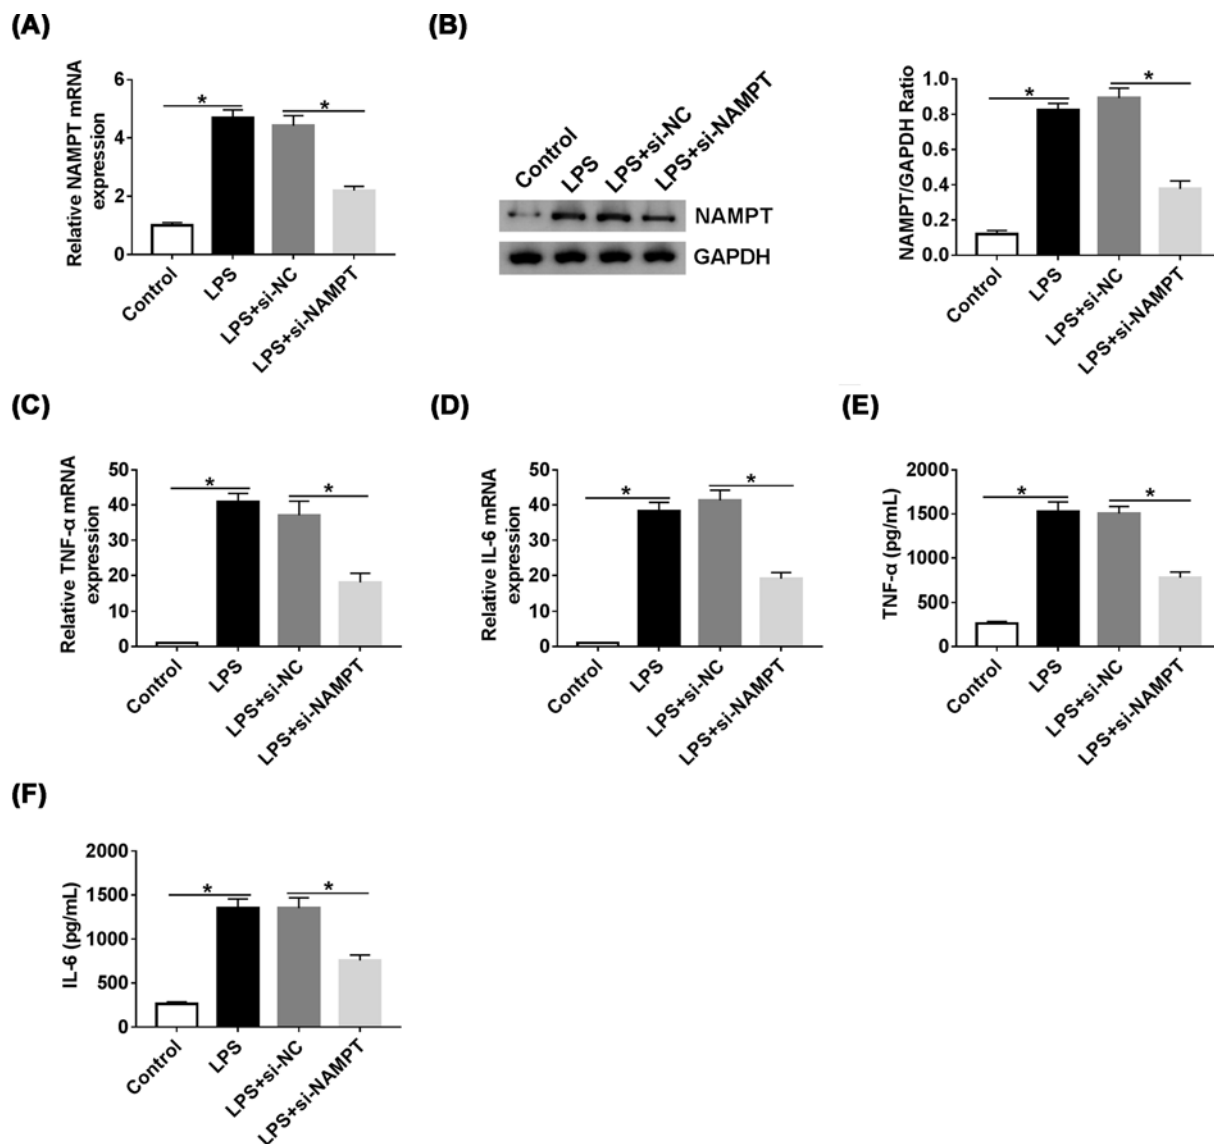 (A)
Relative NAMPT mRNA
expression
6
4
2
0
*
*
Control
LPS
LPS+si-NC
LPS+si-NAMPT
(B)
Control
LPS
LPS+si-NC
LPS+si-NAMPT
NAMPT
GAPDH
NAMPT/GAPDH Ratio
1.0
0.8
0.6
0.4
0.2
0.0
*
*
Control
LPS
LPS+si-NC
LPS+si-NAMPT
(C)
Relative TNF-α mRNA
expression
50
40
30
20
10
0
*
*
Control
LPS
LPS+si-NC
LPS+si-NAMPT
(D)
Relative IL-6 mRNA
expression
50
40
30
20
10
0
*
*
Control
LPS
LPS+si-NC
LPS+si-NAMPT
(E)
TNF-α (pg/mL)
2000
1500
1000
500
0
*
*
Control
LPS
LPS+si-NC
LPS+si-NAMPT
(F)
IL-6 (pg/mL)
2000
1500
1000
500
0
*
*
Control
LPS
LPS+si-NC
LPS+si-NAMPT